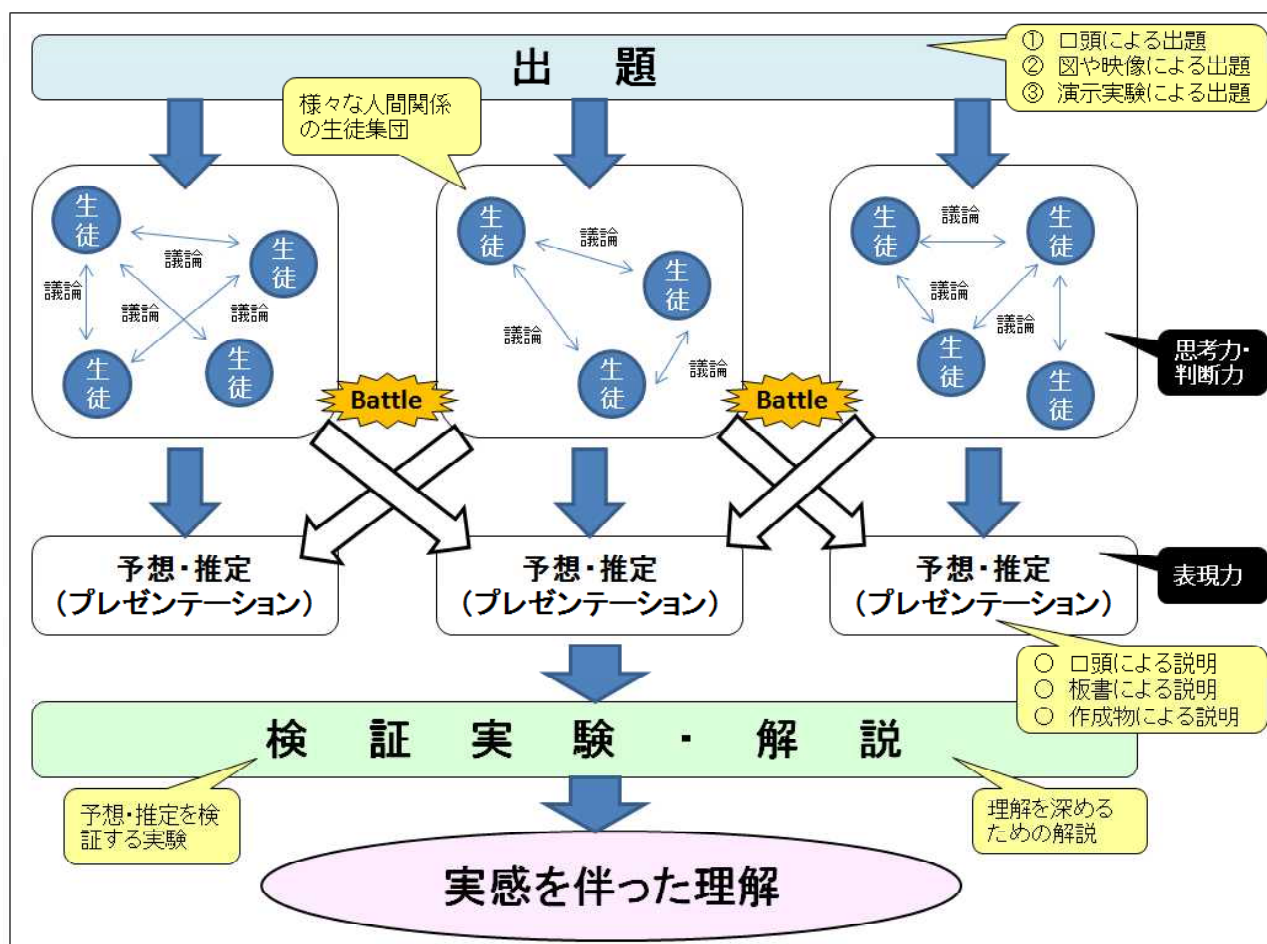 出題
① 口頭による出題
② 図や映像による出題
③ 演示実験による出題
様々な人間関係
の生徒集団
生徒
生徒
生徒
生徒
議論
議論
議論
議論
生徒
生徒
生徒
議論
議論
議論
生徒
生徒
生徒
生徒
議論
議論
議論
思考力・
判断力
Battle
Battle
予想・推定
(プレゼンテーション)
予想・推定
(プレゼンテーション)
予想・推定
(プレゼンテーション)
表現力
○ 口頭による説明
○ 板書による説明
○ 作成物による説明
検証実験・解説
予想・推定を検
証する実験
理解を深める
ための解説
実感を伴った理解